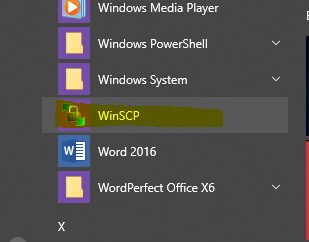 Windows Media Player
Windows PowerShell
Windows System
WinSCP
Word 2016
WordPerfect Office X6
X